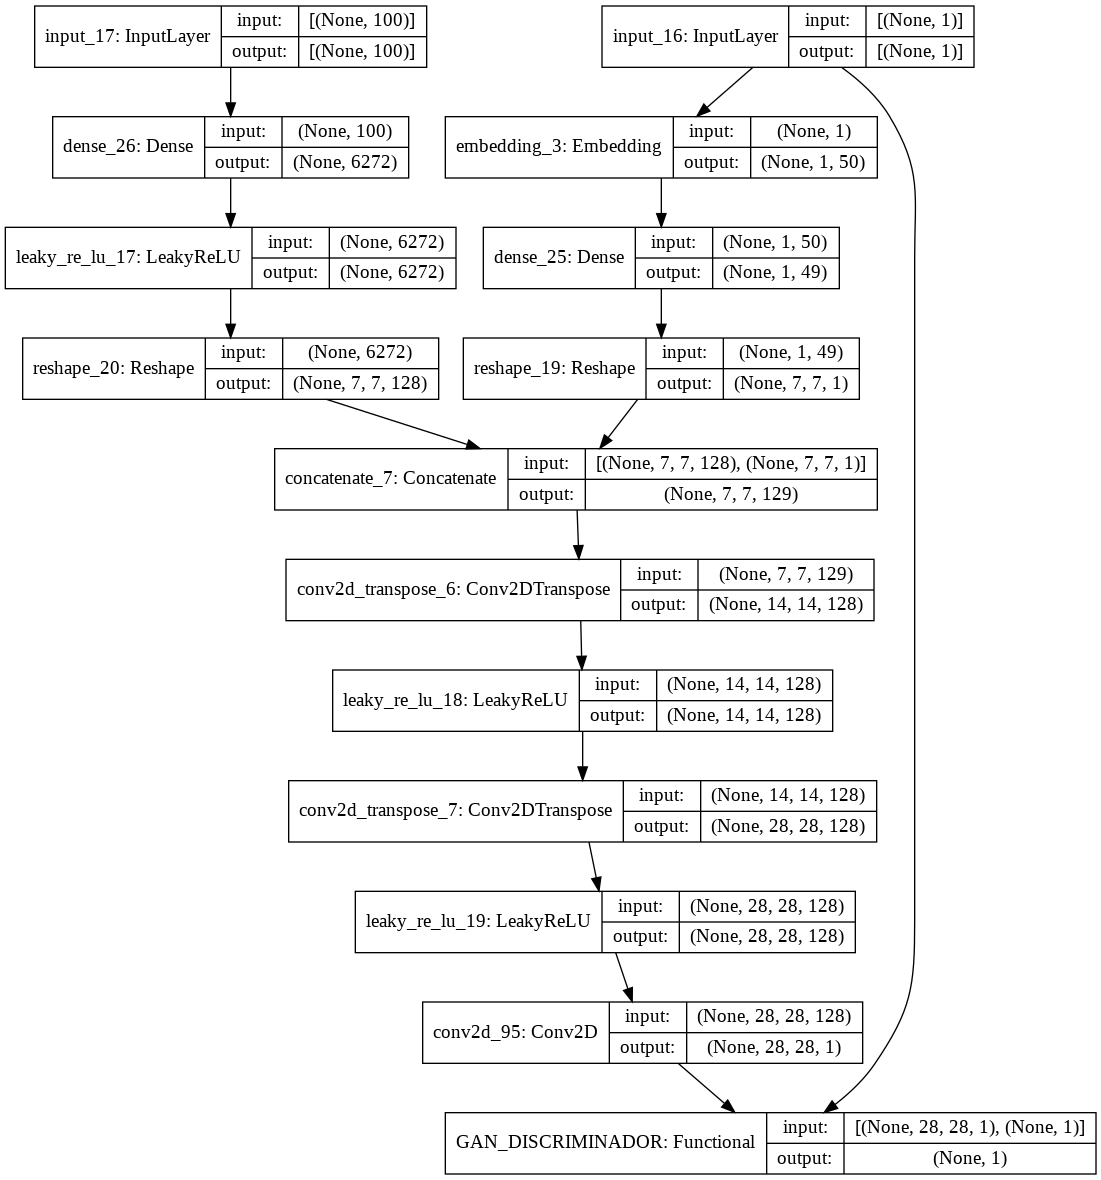 input_17: InputLayer
input: [(None, 100)]
output: [(None, 100)]
input_16: InputLayer
input: [(None, 1)]
output: [(None, 1)]
dense_26: Dense
input: (None, 100)
output: (None, 6272)
embedding_3: Embedding
input: (None, 1)
output: (None, 1, 50)
leaky_re_lu_17: LeakyReLU
input: (None, 6272)
output: (None, 6272)
dense_25: Dense
input: (None, 1, 50)
output: (None, 1, 49)
reshape_20: Reshape
input: (None, 6272)
output: (None, 7, 7, 128)
reshape_19: Reshape
input: (None, 1, 49)
output: (None, 7, 7, 1)
concatenate_7: Concatenate
input: [(None, 7, 7, 128), (None, 7, 7, 1)]
output: (None, 7, 7, 129)
conv2d_transpose_6: Conv2DTranspose
input: (None, 7, 7, 129)
output: (None, 14, 14, 128)
leaky_re_lu_18: LeakyReLU
input: (None, 14, 14, 128)
output: (None, 14, 14, 128)
conv2d_transpose_7: Conv2DTranspose
input: (None, 14, 14, 128)
output: (None, 28, 28, 128)
leaky_re_lu_19: LeakyReLU
input: (None, 28, 28, 128)
output: (None, 28, 28, 128)
conv2d_95: Conv2D
input: (None, 28, 28, 128)
output: (None, 28, 28, 1)
GAN_DISCRIMINADOR: Functional
input: [(None, 28, 28, 1), (None, 1)]
output: (None, 1)